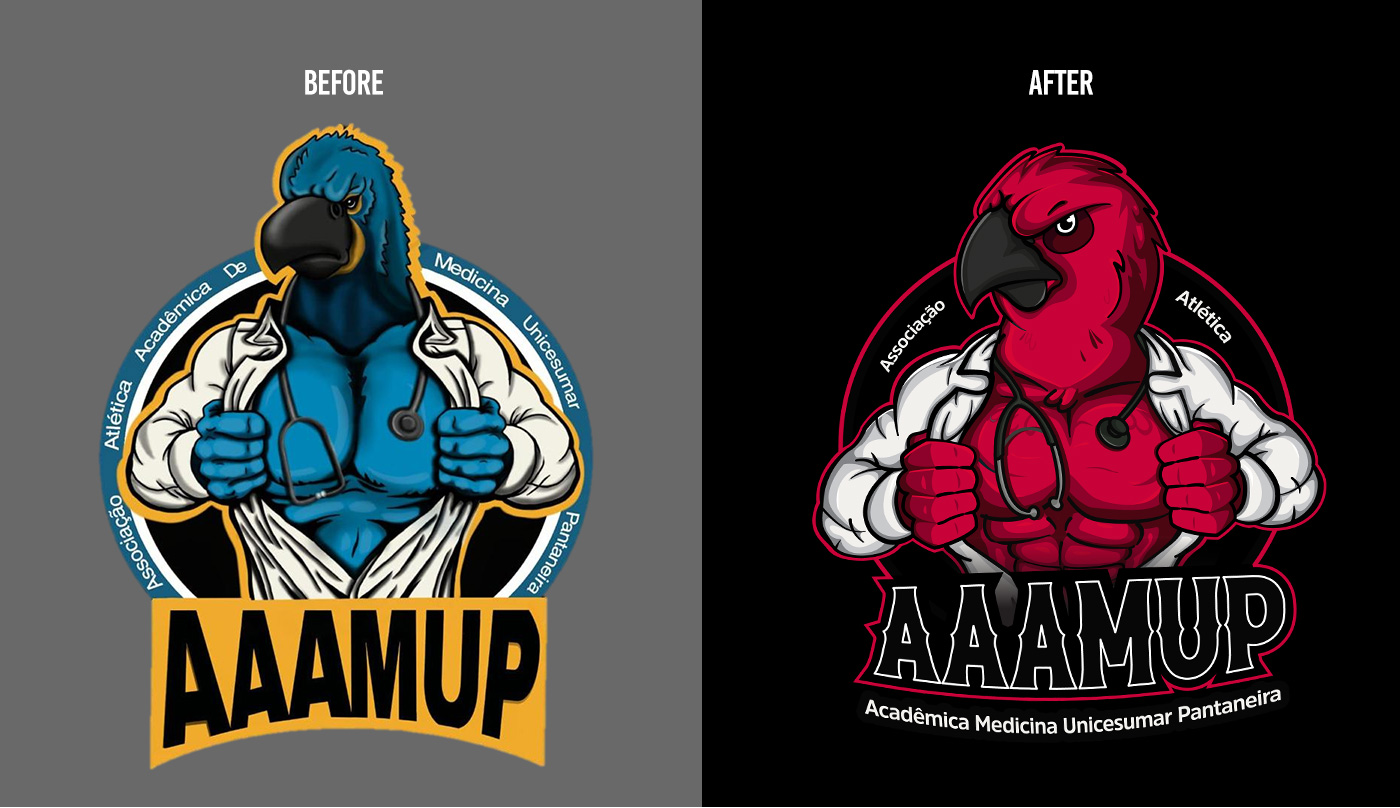 BEFORE
Associação Atlética Acadêmica De Medicina Unicesumar Pantaneira
AAAMUP
AFTER
Associação Atlética
AAAMUP
Acadêmica Medicina Unicesumar Pantaneira